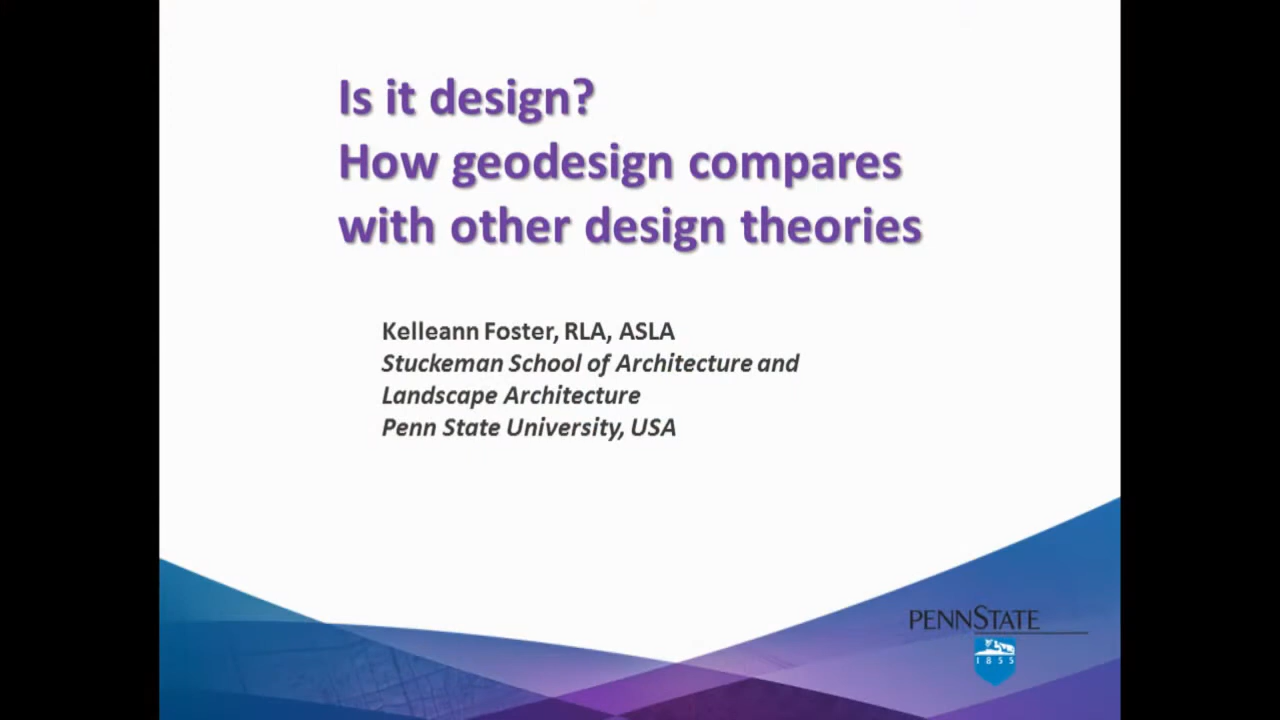 Is it design?
How geodesign compares
with other design theories
Kelleann Foster, RLA, ASLA
Stuckeman School of Architecture and
Landscape Architecture
Penn State University, USA
PENNSTATE
1855